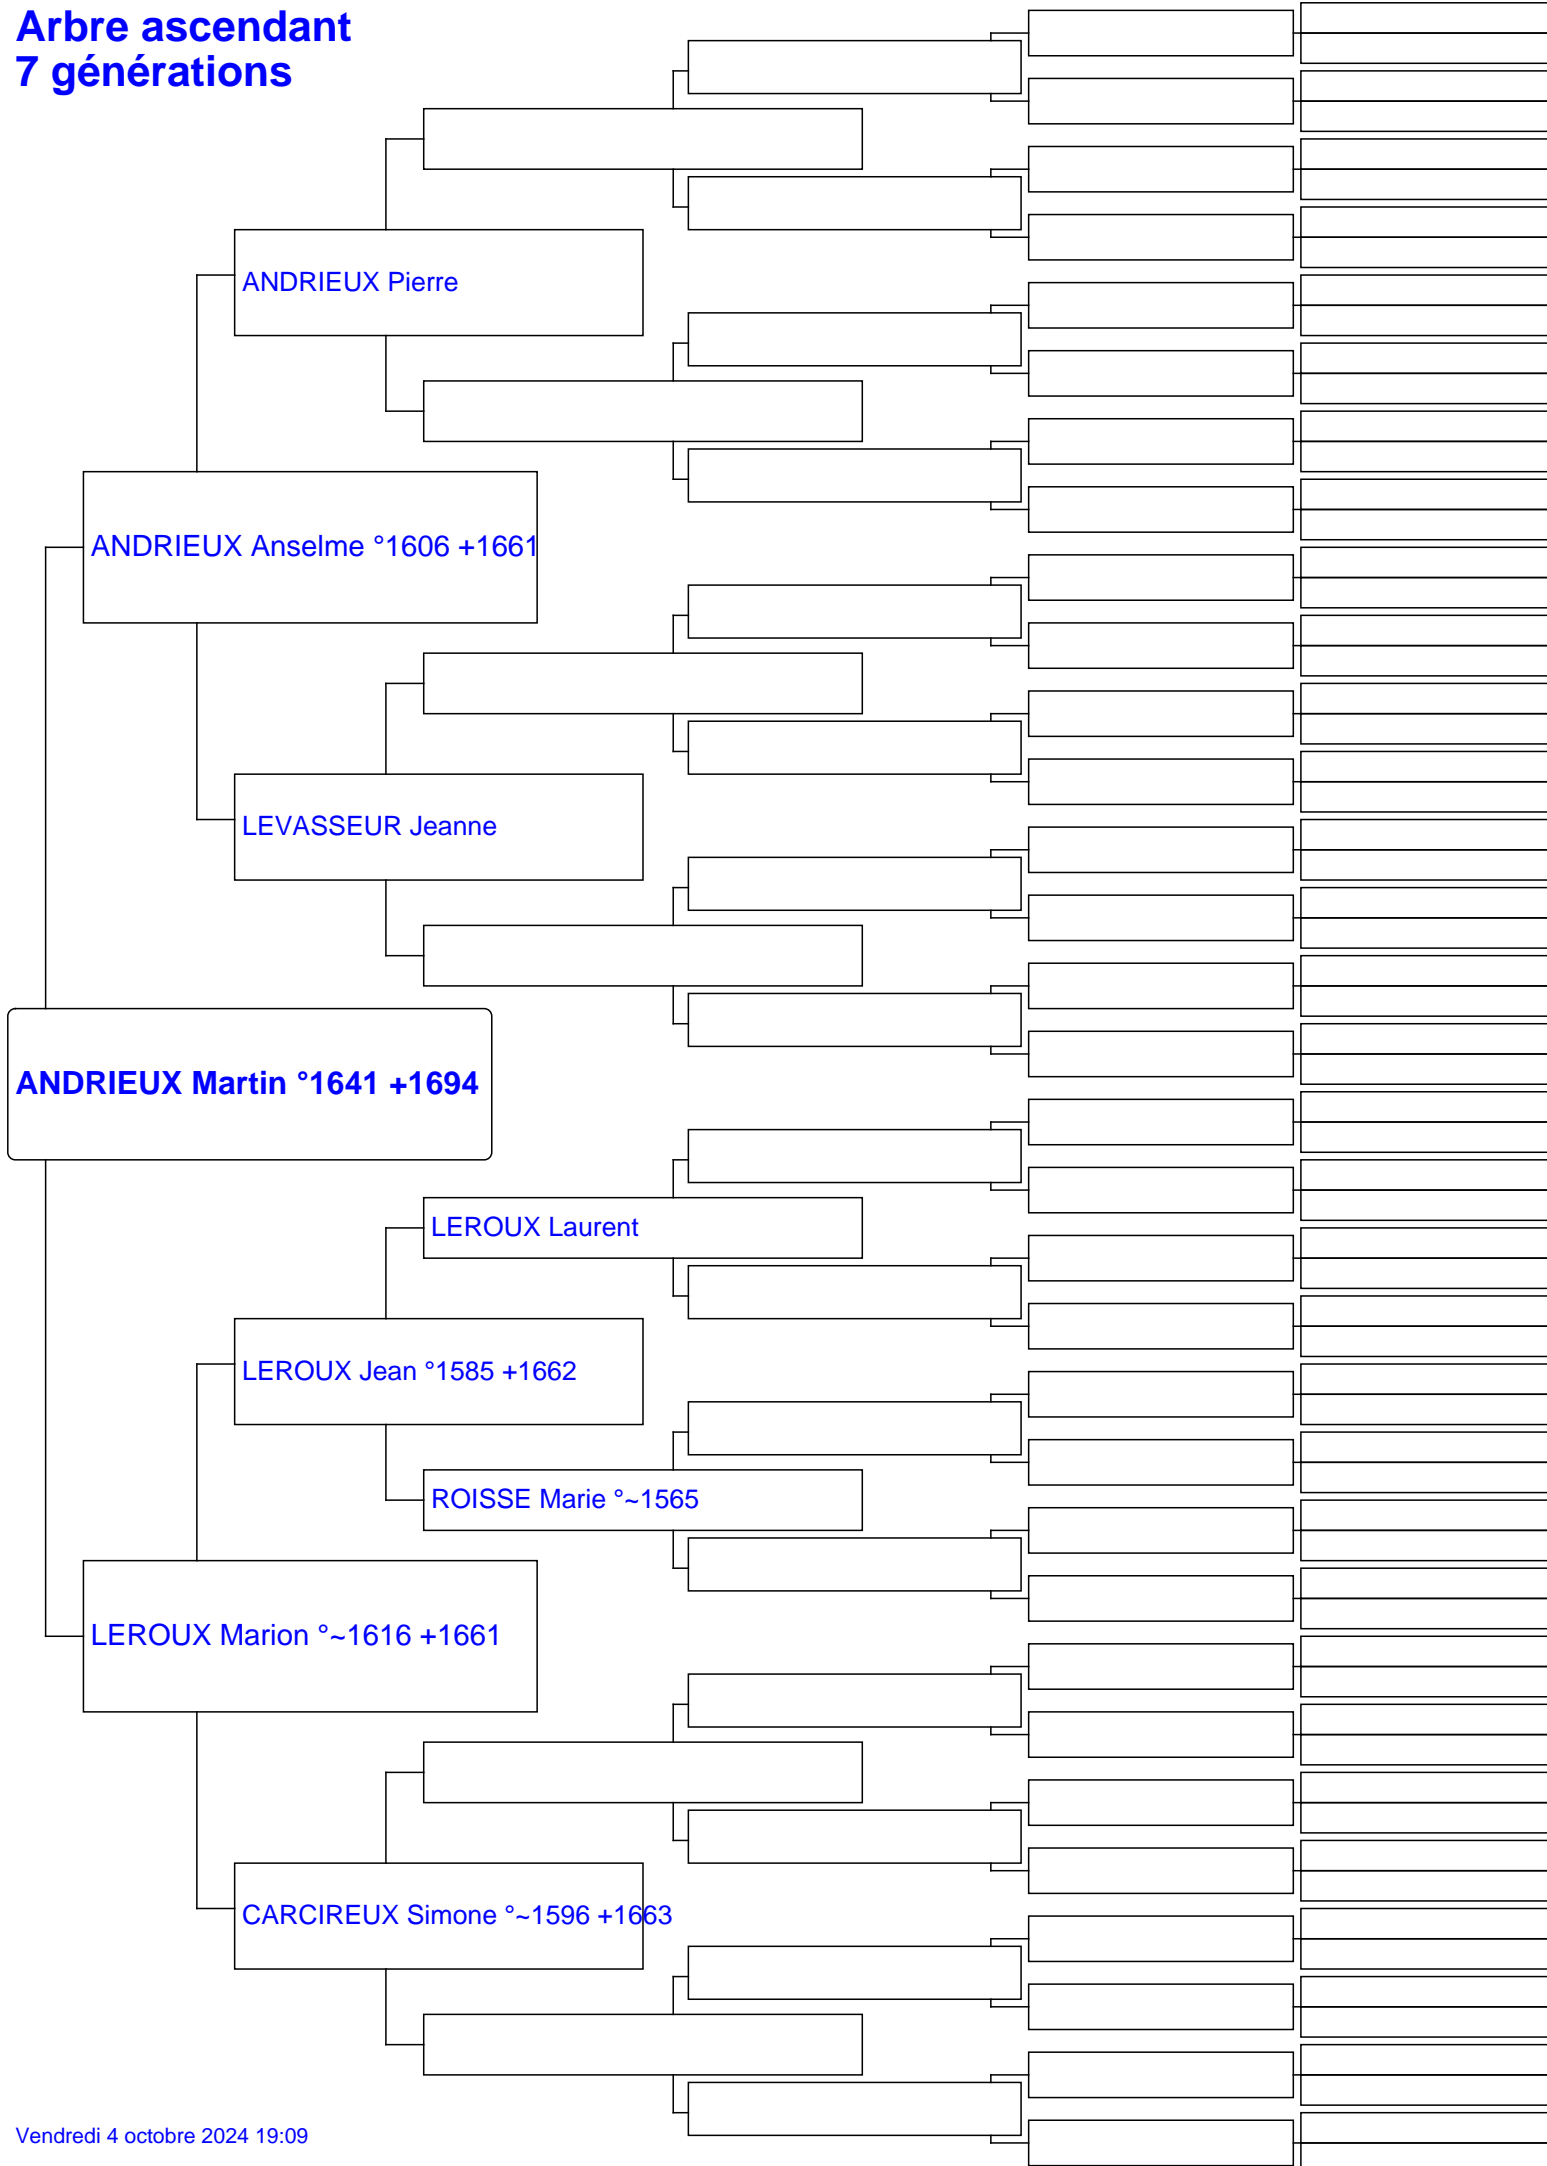 Arbre ascendant
7 générations
ANDRIEUX Pierre
ANDRIEUX Anselme °1606 +1661
LEVASSEUR Jeanne
ANDRIEUX Martin °1641 +1694
LEROUX Laurent
LEROUX Jean °1585 +1662
ROISSE Marie °~1565
LEROUX Marion °~1616 +1661
CARCIREUX Simone °~1596 +1663
Vendredi 4 octobre 2024 19:09